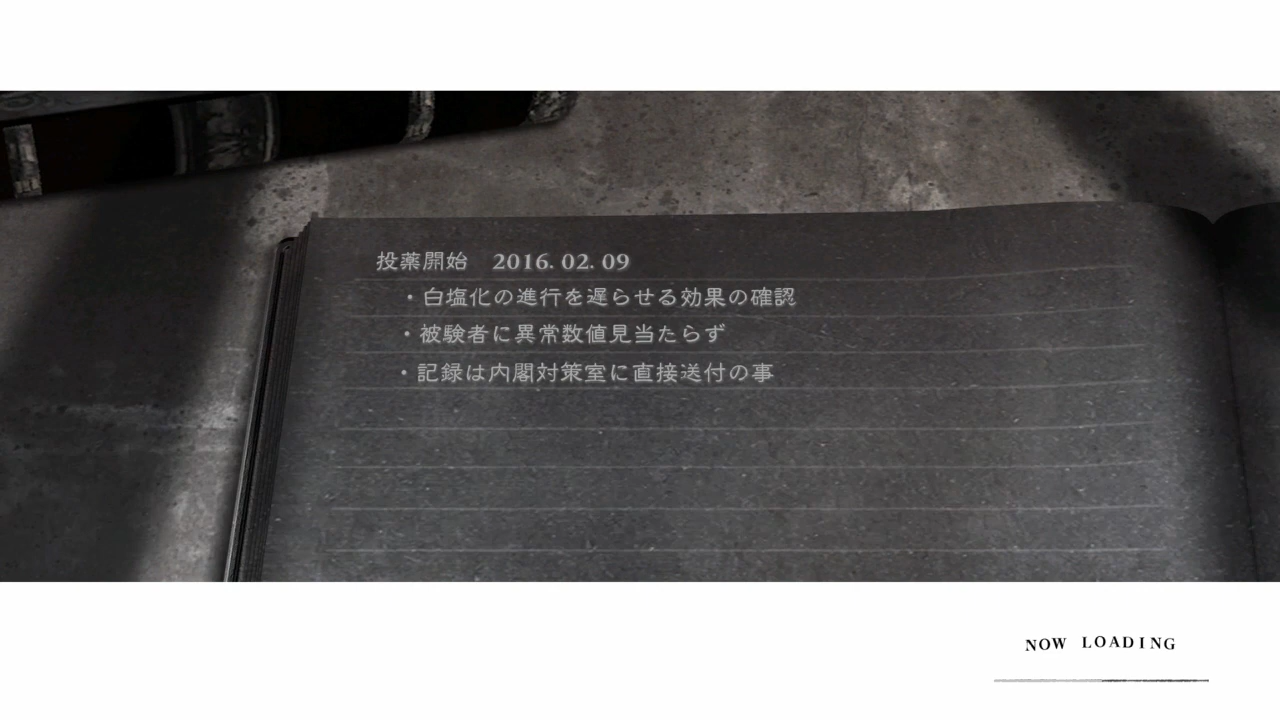 投薬開始　2016. 02. 09
・白塩化の進行を遅らせる効果の確認
・被験者に異常数値見当たらず
・記録は内閣対策室に直接送付の事
NOW LOADING